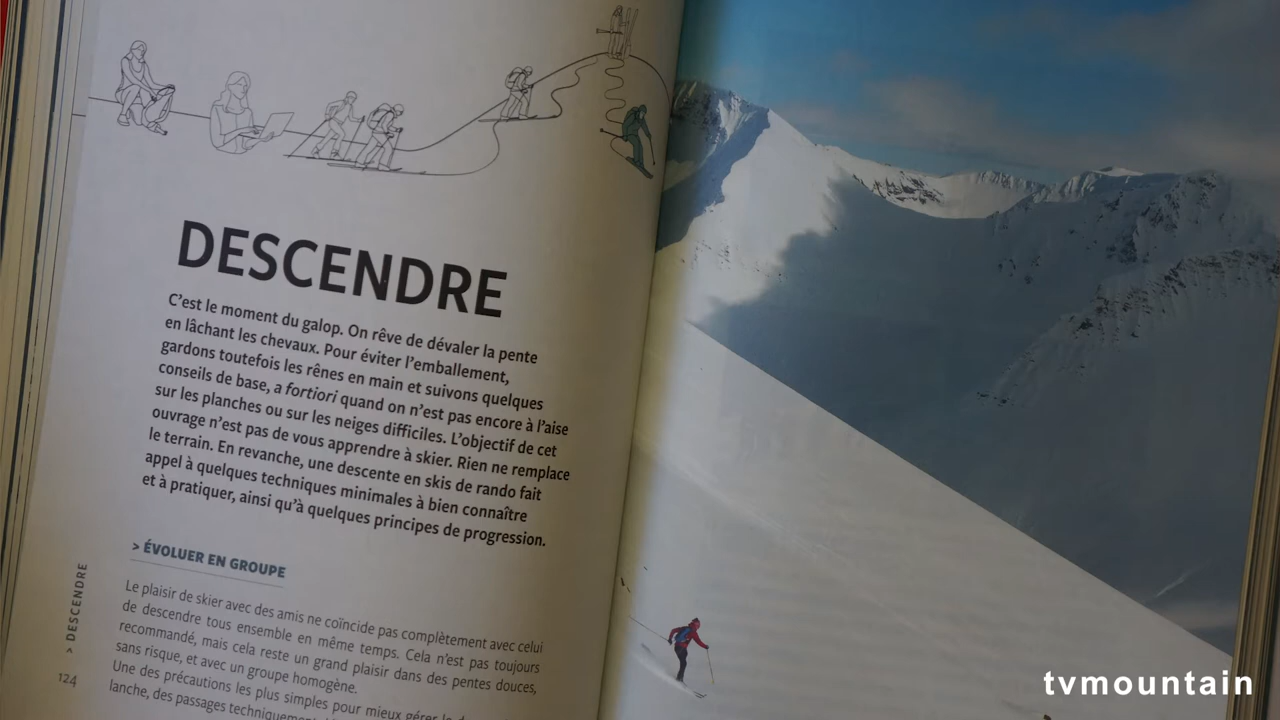 DESCENDRE
C'est le moment du galop. On rêve de dévaler la pente
en lâchant les chevaux. Pour éviter l'emballement,
gardons toutefois les rênes en main et suivons quelques
conseils de base, a fortiori quand on n'est pas encore à l'aise
sur les planches ou sur les neiges difficiles. L'objectif de cet
ouvrage n'est pas de vous apprendre à skier. Rien ne remplace
le terrain. En revanche, une descente en skis de rando fait
appel à quelques techniques minimales à bien connaître
et à pratiquer, ainsi qu'à quelques principes de progression.
> ÉVOLUER EN GROUPE
Le plaisir de skier avec des amis ne coïncide pas complètement avec celui
de descendre tous ensemble en même temps. Cela n'est pas toujours
recommandé, mais cela reste un grand plaisir dans des pentes douces,
sans risque, et avec un groupe homogène.
Une des précautions les plus simples pour mieux gérer le
lanche, des passages
> DESCENDRE
124
tvmountain